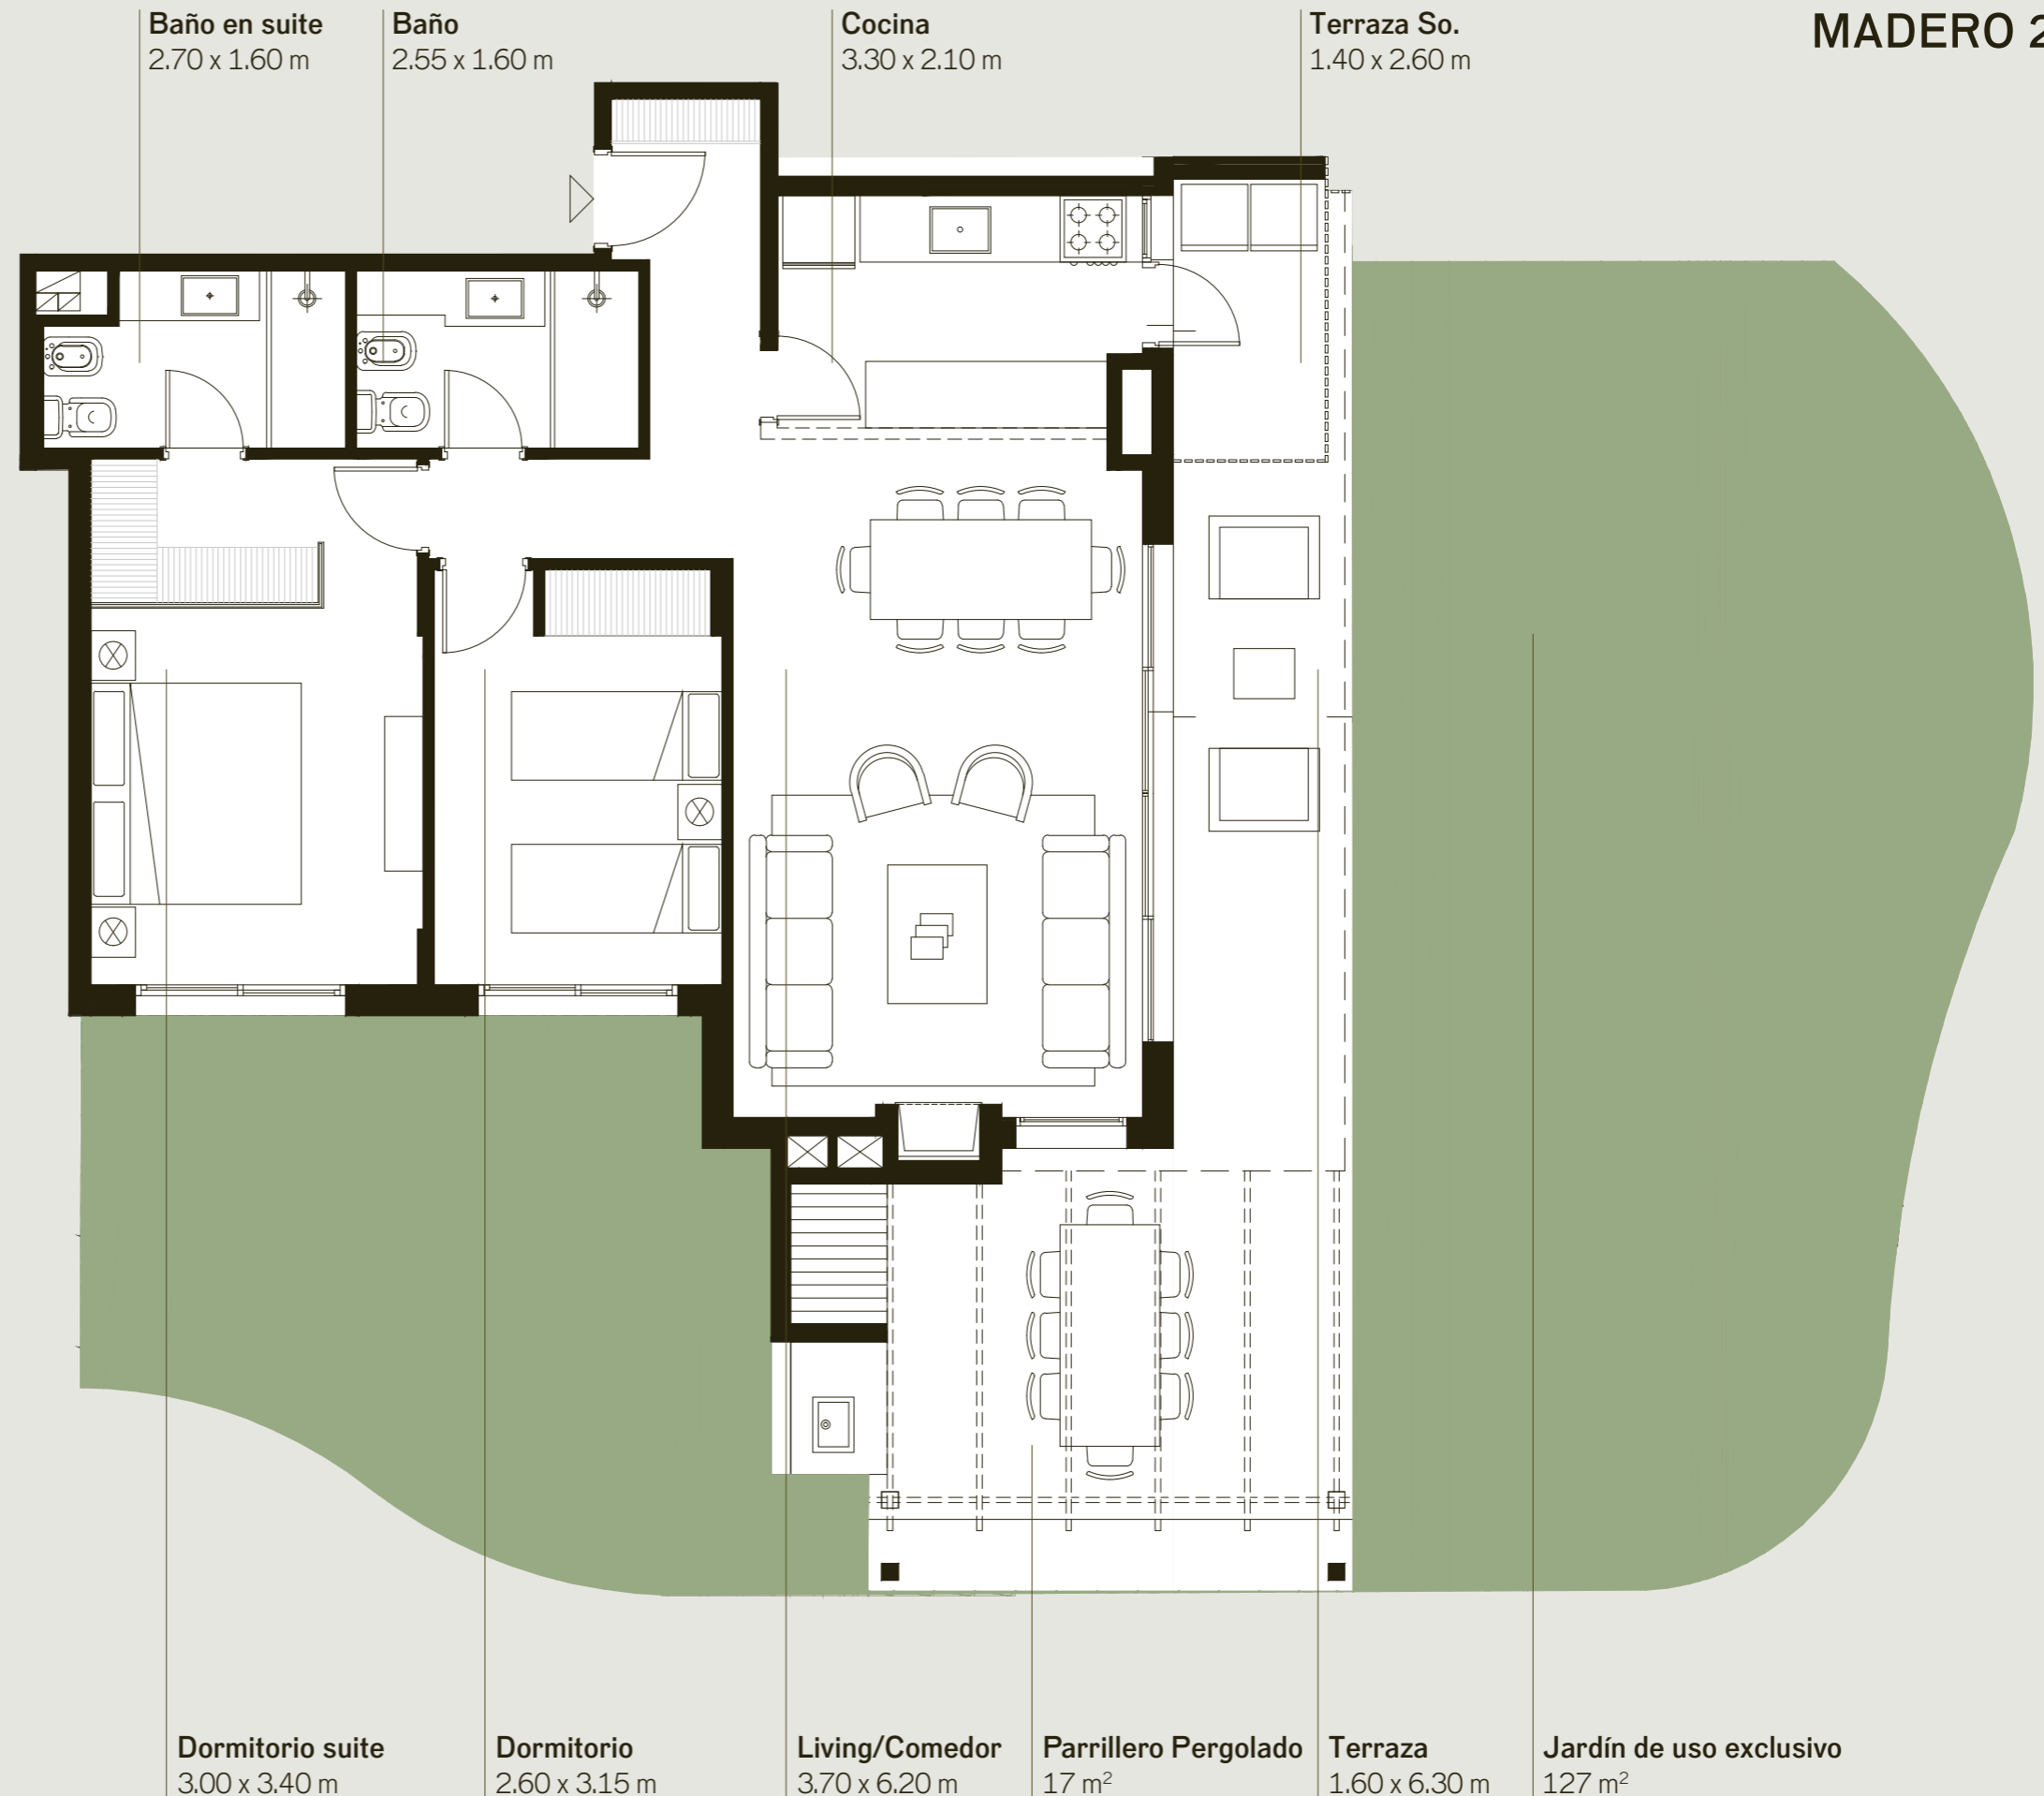 Baño en suite
2.70 x 1.60 m
Baño
2.55 x 1.60 m
Cocina
3.30 x 2.10 m
Terraza So.
1.40 x 2.60 m
MADERO 2
Dormitorio suite
3.00 x 3.40 m
Dormitorio
2.60 x 3.15 m
Living/Comedor
3.70 x 6.20 m
Parrillero Pergolado
17 m²
Terraza
1.60 x 6.30 m
Jardín de uso exclusivo
127 m²